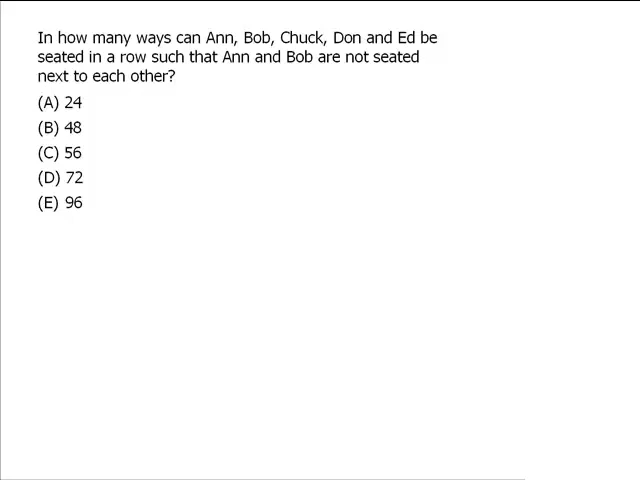 In how many ways can Ann, Bob, Chuck, Don and Ed be
seated in a row such that Ann and Bob are not seated
next to each other?
(A) 24
(B) 48
(C) 56
(D) 72
(E) 96